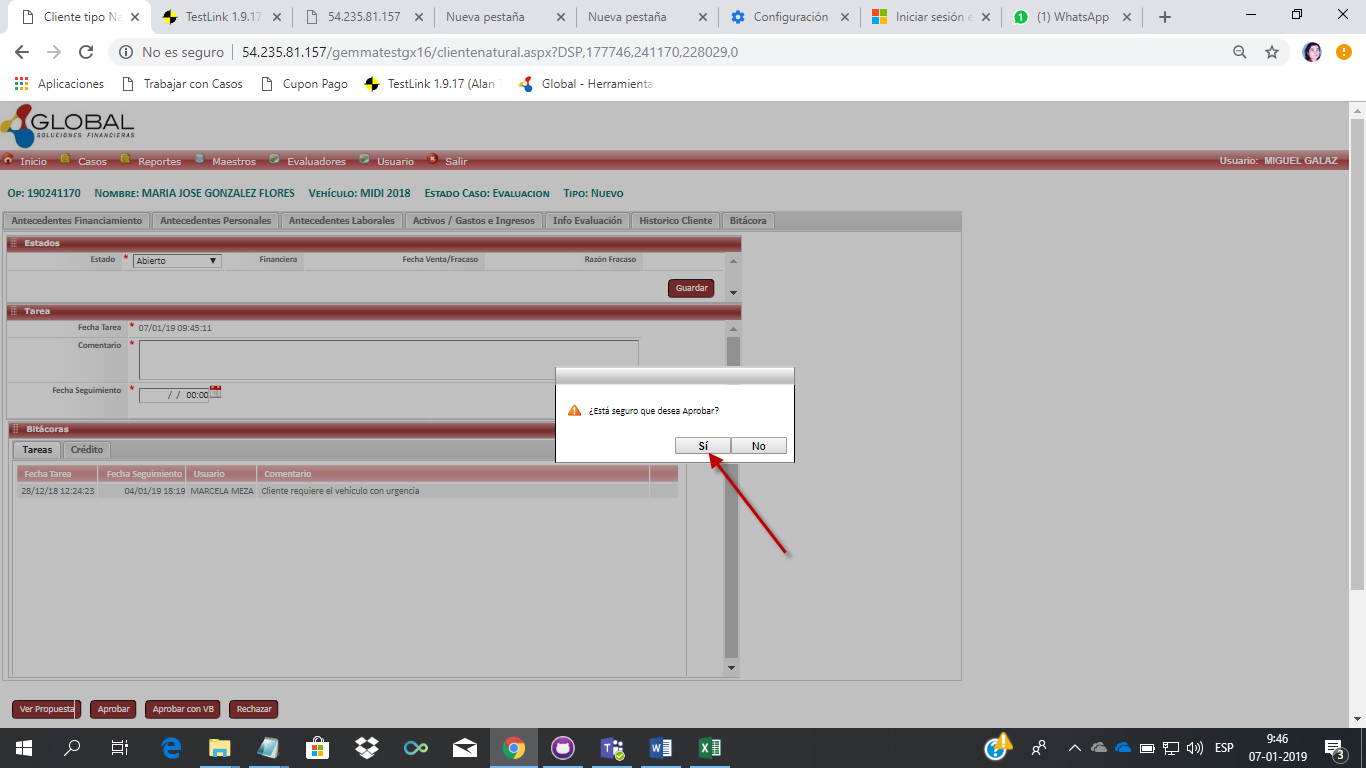 Cliente tipo Na
TestLink 1.9.17
54.235.81.157
Nueva pestaña
Nueva pestaña
Configuración
Iniciar sesión e
1
(1) WhatsApp
No es seguro
54.235.81.157/gemmatestgx16/clientenatural.aspx?DSP,177746,241170,228029,0
Aplicaciones
Trabajar con Casos
Cupon Pago
TestLink 1.9.17 (Alan
Global - Herramienta
GLOBAL
SOLUCIONES FINANCIERAS
Inicio
Casos
Reportes
Maestros
Evaluadores
Usuario
Salir
Usuario: MIGUEL GALAZ
Op: 190241170
Nombre: MARIA JOSE GONZALEZ FLORES
Vehículo: MIDI 2018
Estado Caso: Evaluacion
Tipo: Nuevo
Antecedentes Financiamiento
Antecedentes Personales
Antecedentes Laborales
Activos / Gastos e Ingresos
Info Evaluación
Historico Cliente
Bitácora
Estados
Estado * Abierto
Financiera
Fecha Venta/Fracaso
Razón Fracaso
Guardar
Tarea
Fecha Tarea * 07/01/19 09:45:11
Comentario *
Fecha Seguimiento * / / 00:00
¿Está seguro que desea Aprobar?
Sí
No
Bitácoras
Tareas
Crédito
Fecha Tarea
Fecha Seguimiento
Usuario
Comentario
28/12/18 12:24:23
04/01/19 18:19
MARCELA MEZA
Cliente requiere el vehículo con urgencia
Ver Propuesta
Aprobar
Aprobar con VB
Rechazar
ESP
9:46
07-01-2019
3